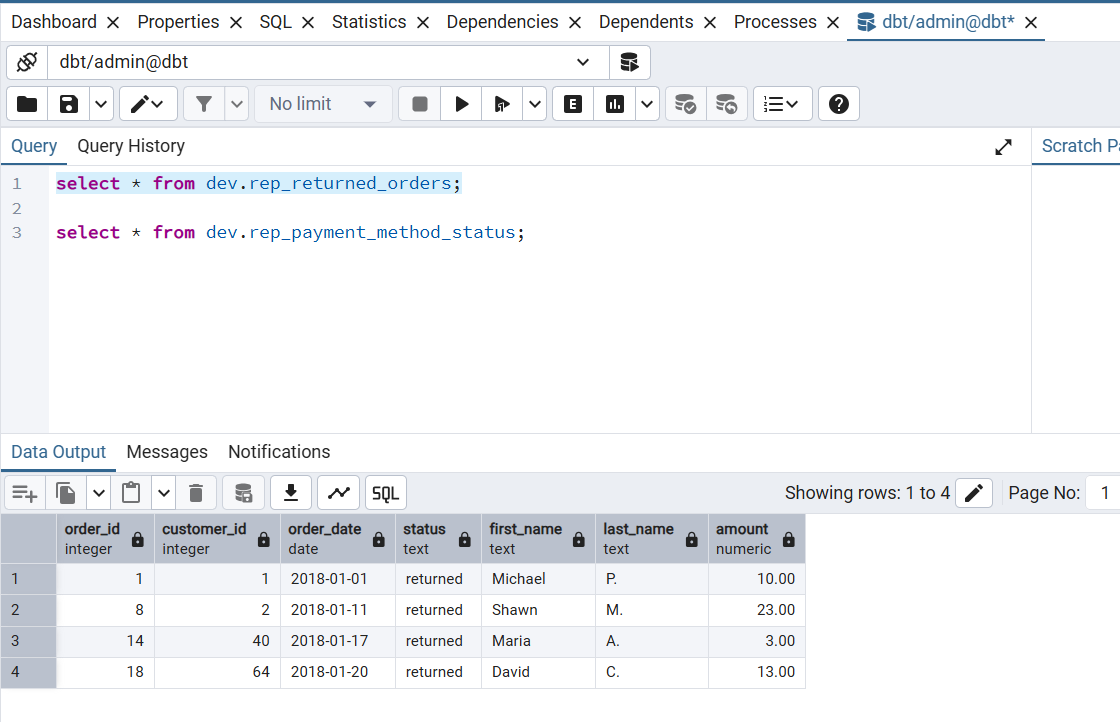 Dashboard Properties SQL Statistics Dependencies Dependents Processes dbt/admin@dbt*
dbt/admin@dbt
No limit E
Query Query History Scratch Pa
1 select * from dev.rep_returned_orders;
2
3 select * from dev.rep_payment_method_status;
Data Output Messages Notifications
SQL Showing rows: 1 to 4 Page No: 1
order_id customer_id order_date status first_name last_name amount
integer integer date text text text numeric
1 1 1 2018-01-01 returned Michael P. 10.00
2 8 2 2018-01-11 returned Shawn M. 23.00
3 14 40 2018-01-17 returned Maria A. 3.00
4 18 64 2018-01-20 returned David C. 13.00